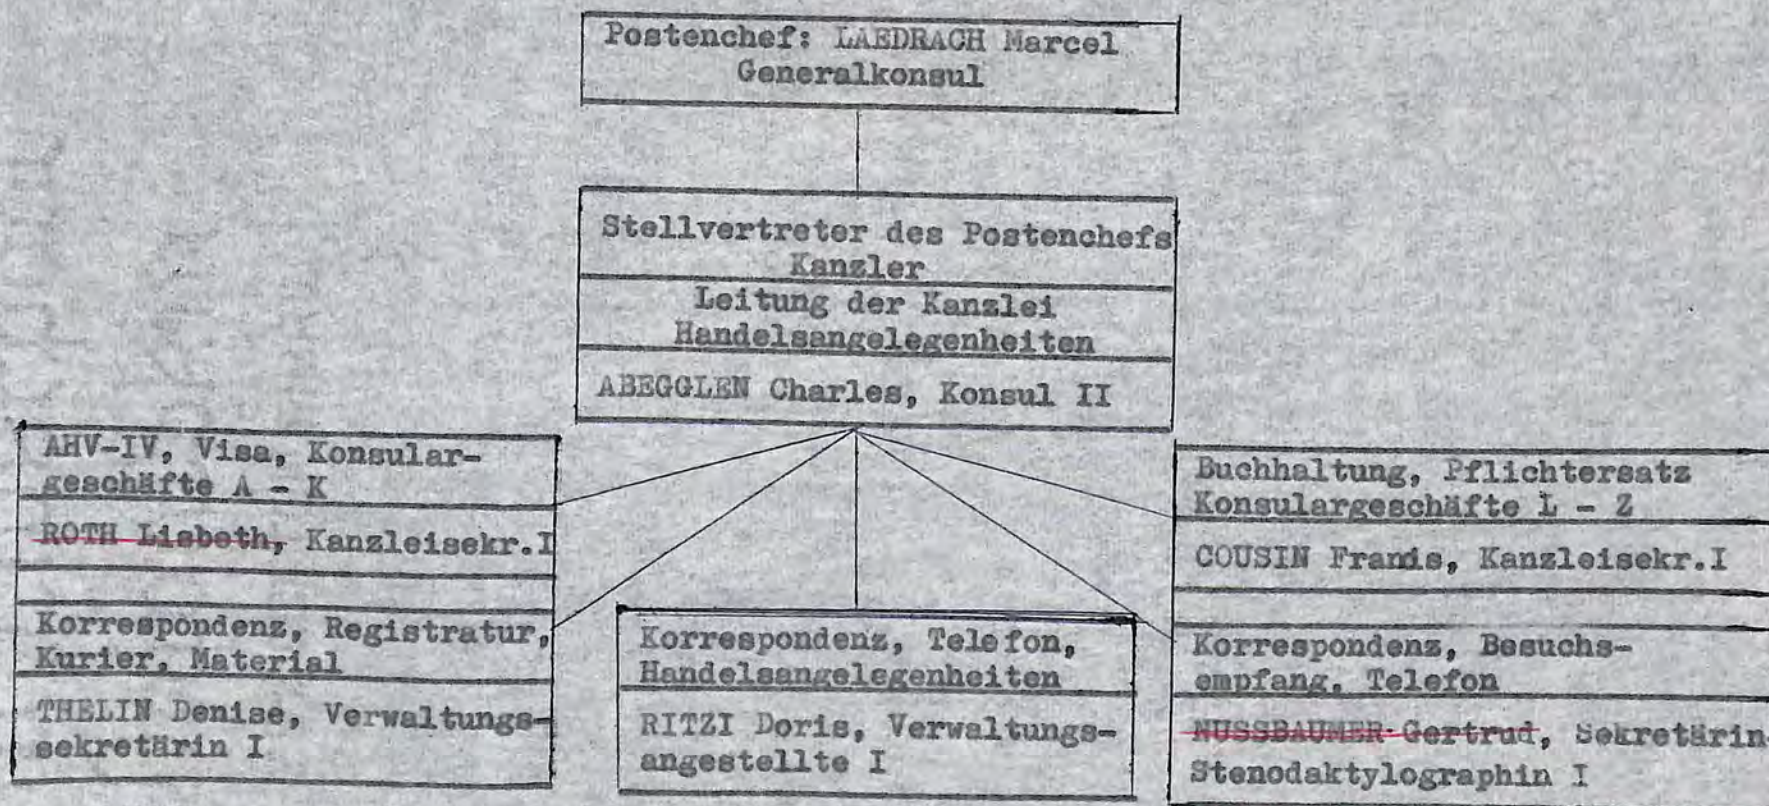 Postenchef: LAEDRACH Marcel
Generalkonsul
Stellvertreter des Postenchefs
Kanzler
Leitung der Kanzlei
Handelsangelegenheiten
ABEGGLEN Charles, Konsul II
AHV-IV, Visa, Konsular-
geschäfte A - K
ROTH Lisbeth, Kanzleisekr.I
Korrespondenz, Registratur,
Kurier, Material
THELIN Denise, Verwaltungs-
sekretärin I
Korrespondenz, Telefon,
Handelsangelegenheiten
RITZI Doris, Verwaltungs-
angestellte I
Buchhaltung, Pflichtersatz
Konsulargeschäfte L - Z
COUSIN Francis, Kanzleisekr.I
Korrespondenz, Besuchs-
empfang, Telefon
NUSSBAUMER Gertrud, Sekretärin-
Stenodaktylographin I